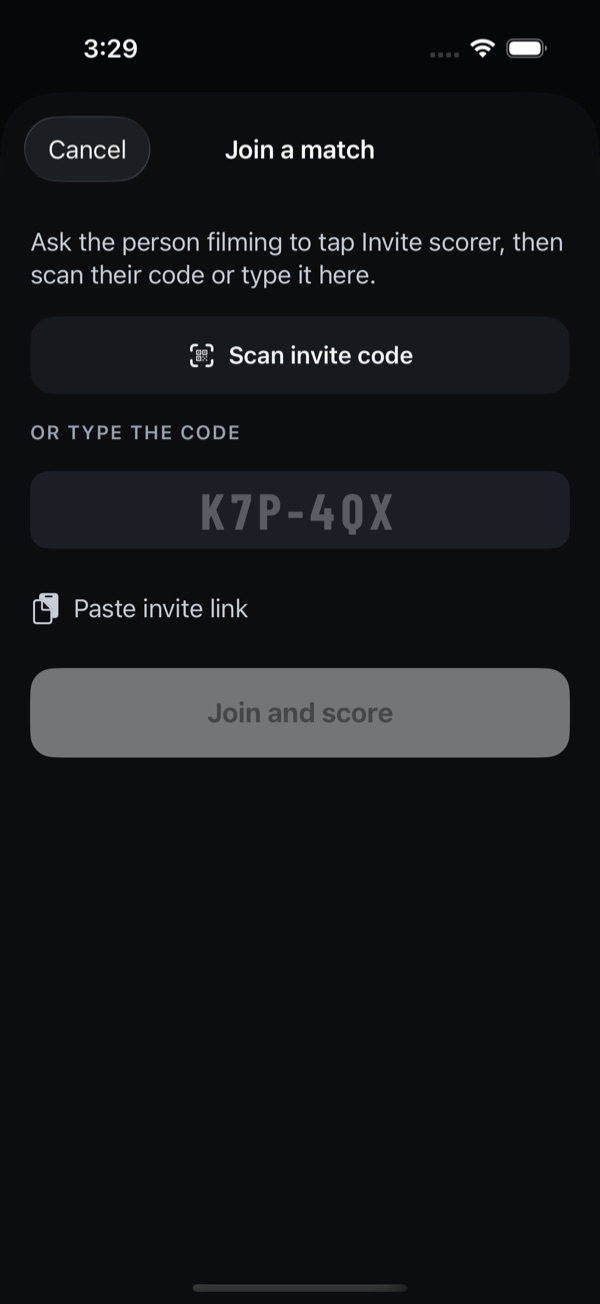 3:29
Cancel
Join a match
Ask the person filming to tap Invite scorer, then
scan their code or type it here.
Scan invite code
OR TYPE THE CODE
K7P-4QX
Paste invite link
Join and score